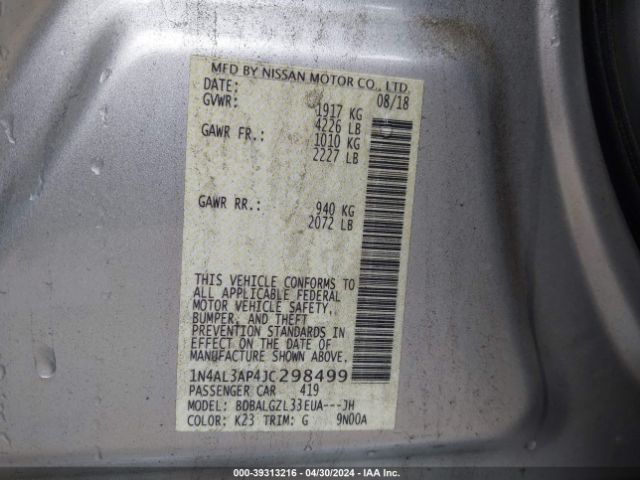 MFD BY NISSAN MOTOR CO., LTD.
DATE: 08/18
GVWR: 1917 KG
4226 LB
GAWR FR.: 1010 KG
2227 LB
GAWR RR.: 940 KG
2072 LB
THIS VEHICLE CONFORMS TO
ALL APPLICABLE FEDERAL
MOTOR VEHICLE SAFETY,
BUMPER, AND THEFT
PREVENTION STANDARDS IN
EFFECT ON THE DATE OF
MANUFACTURE SHOWN ABOVE.
1N4AL3AP4JC298499
PASSENGER CAR 419
MODEL: BDBALGZL33EUA---JH
COLOR: K23 TRIM: G 9N00A
000-39313216 - 04/30/2024 - IAA Inc.